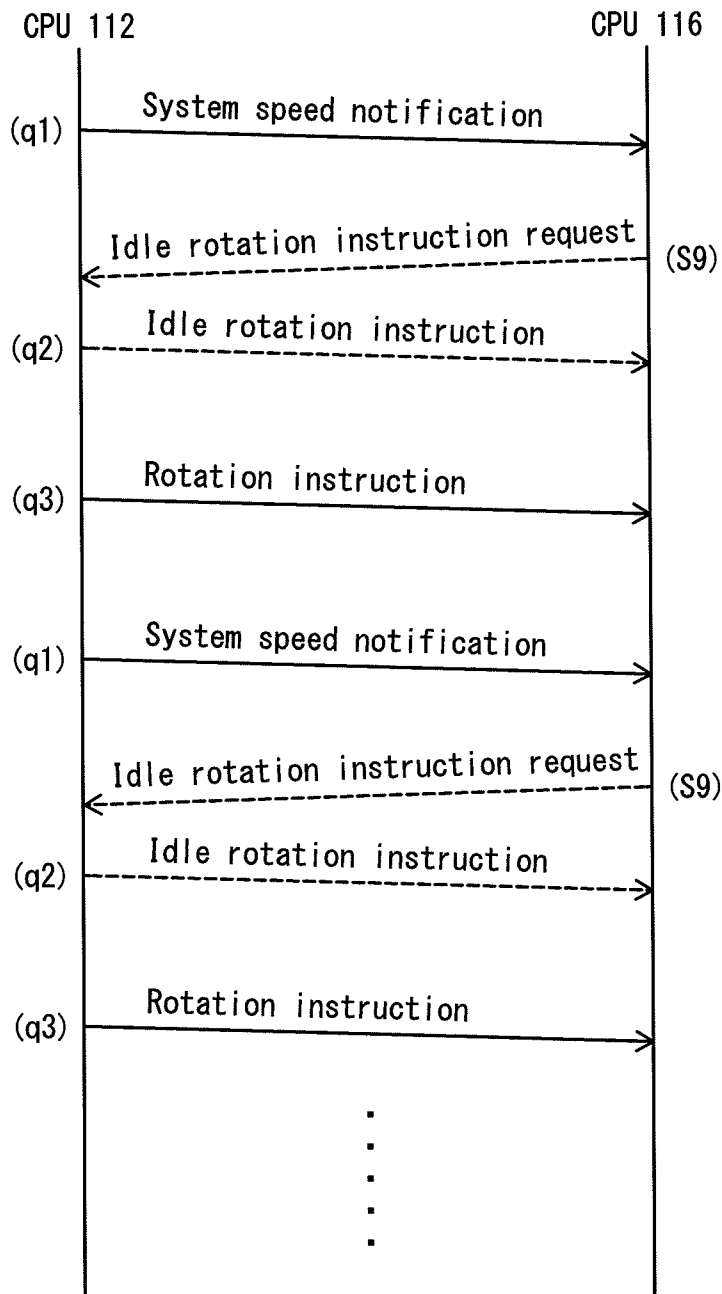 CPU 112
CPU 116
System speed notification
(q1)
Idle rotation instruction request
(S9)
Idle rotation instruction
(q2)
Rotation instruction
(q3)
System speed notification
(q1)
Idle rotation instruction request
(S9)
Idle rotation instruction
(q2)
Rotation instruction
(q3)